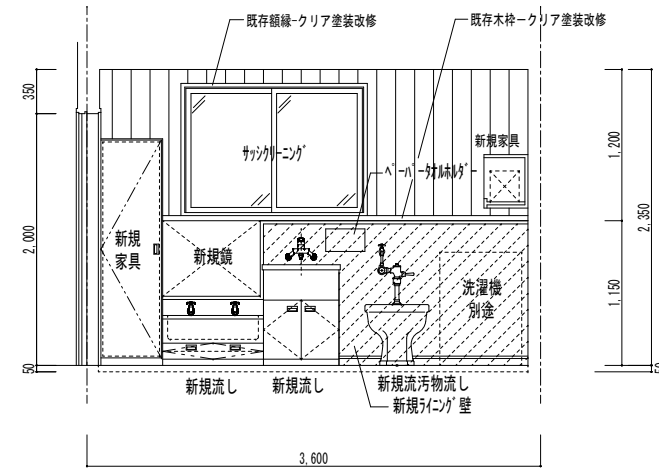 既存額縁-クリア塗装改修
既存木枠ークリア塗装改修
350
2,000
50
サッシクリーニング
新規家具
ペーパータオルホルダー
新規
家具
新規鏡
洗濯機
別途
1,200
1,150
2,350
50
新規流し
新規流し
新規流汚物流し
新規ライニング壁
3,600